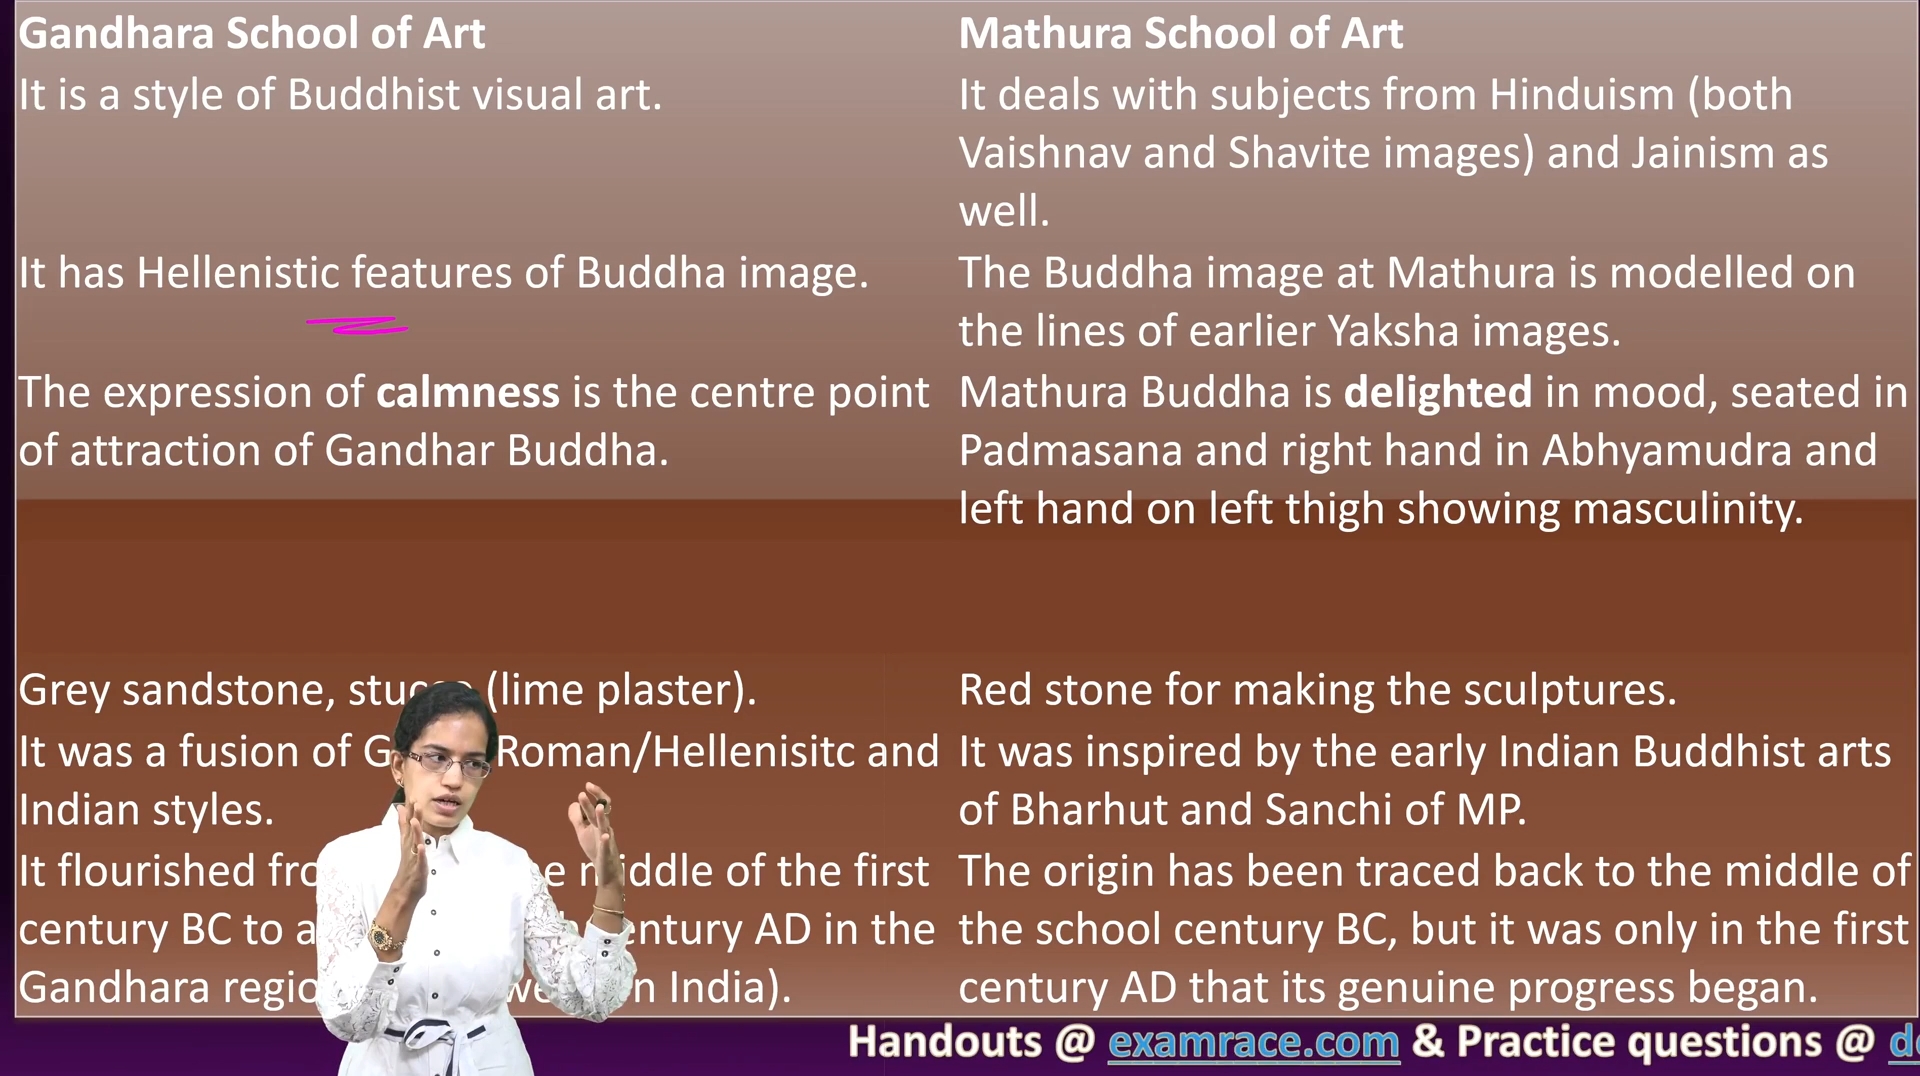 Gandhara School of Art
It is a style of Buddhist visual art.
It has Hellenistic features of Buddha image.
The expression of calmness is the centre point
of attraction of Gandhar Buddha.
Grey sandstone, (lime plaster).
It was a fusion of Roman/Hellenisitc and
Indian styles.
It flourished middle of the first
century BC to century AD in the
Gandhara India).
Mathura School of Art
It deals with subjects from Hinduism (both
Vaishnav and Shavite images) and Jainism as
well.
The Buddha image at Mathura is modelled on
the lines of earlier Yaksha images.
Mathura Buddha is delighted in mood, seated in
Padmasana and right hand in Abhyamudra and
left hand on left thigh showing masculinity.
Red stone for making the sculptures.
It was inspired by the early Indian Buddhist arts
of Bharhut and Sanchi of MP.
The origin has been traced back to the middle of
the school century BC, but it was only in the first
century AD that its genuine progress began.
Handouts @ examrace.com & Practice questions @